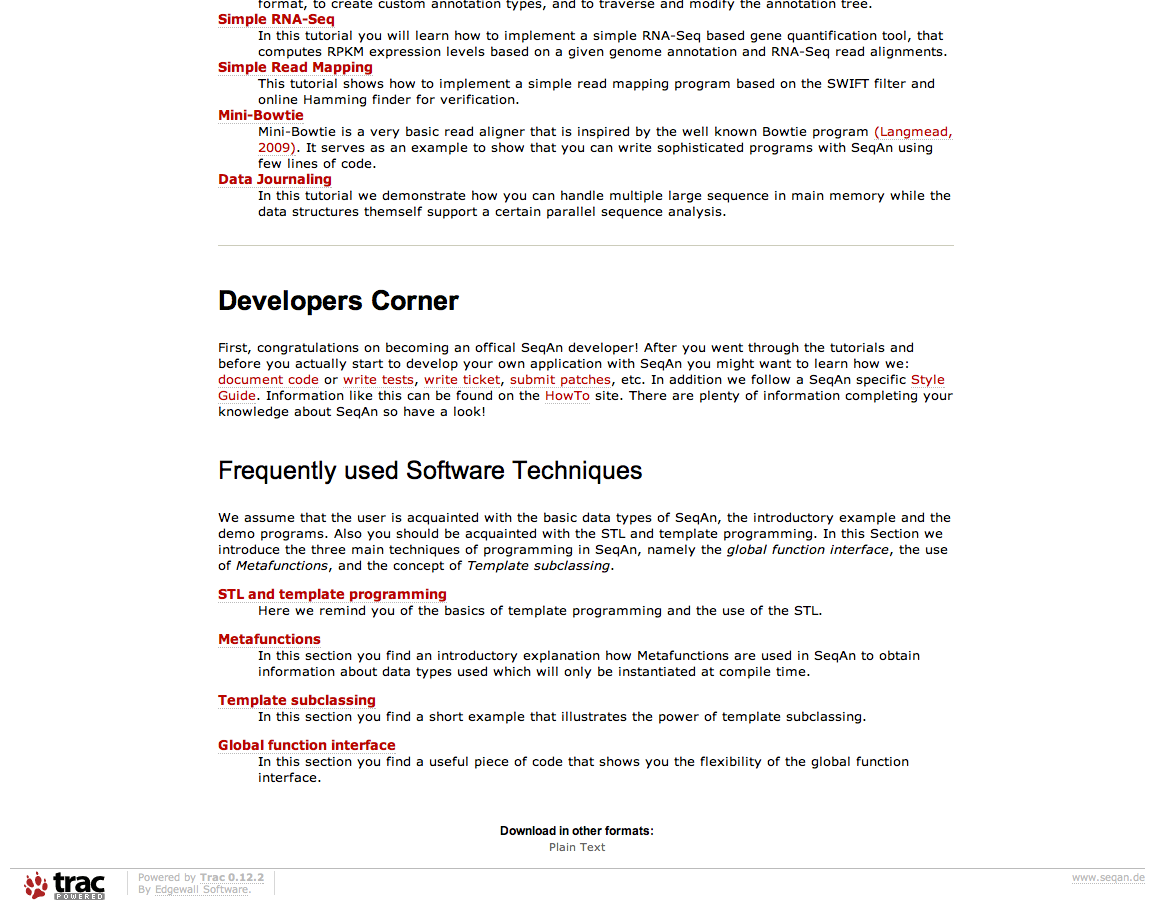 format, to create custom annotation types, and to traverse and modify the annotation tree.
Simple RNA-Seq
In this tutorial you will learn how to implement a simple RNA-Seq based gene quantification tool, that
computes RPKM expression levels based on a given genome annotation and RNA-Seq read alignments.
Simple Read Mapping
This tutorial shows how to implement a simple read mapping program based on the SWIFT filter and
online Hamming finder for verification.
Mini-Bowtie
Mini-Bowtie is a very basic read aligner that is inspired by the well known Bowtie program (Langmead,
2009). It serves as an example to show that you can write sophisticated programs with SeqAn using
few lines of code.
Data Journaling
In this tutorial we demonstrate how you can handle multiple large sequence in main memory while the
data structures themself support a certain parallel sequence analysis.
Developers Corner
First, congratulations on becoming an offical SeqAn developer! After you went through the tutorials and
before you actually start to develop your own application with SeqAn you might want to learn how we:
document code or write tests, write ticket, submit patches, etc. In addition we follow a SeqAn specific Style
Guide. Information like this can be found on the HowTo site. There are plenty of information completing your
knowledge about SeqAn so have a look!
Frequently used Software Techniques
We assume that the user is acquainted with the basic data types of SeqAn, the introductory example and the
demo programs. Also you should be acquainted with the STL and template programming. In this Section we
introduce the three main techniques of programming in SeqAn, namely the global function interface, the use
of Metafunctions, and the concept of Template subclassing.
STL and template programming
Here we remind you of the basics of template programming and the use of the STL.
Metafunctions
In this section you find an introductory explanation how Metafunctions are used in SeqAn to obtain
information about data types used which will only be instantiated at compile time.
Template subclassing
In this section you find a short example that illustrates the power of template subclassing.
Global function interface
In this section you find a useful piece of code that shows you the flexibility of the global function
interface.
Download in other formats:
Plain Text
trac
POWERED
Powered by Trac 0.12.2
By Edgewall Software.
www.seqan.de